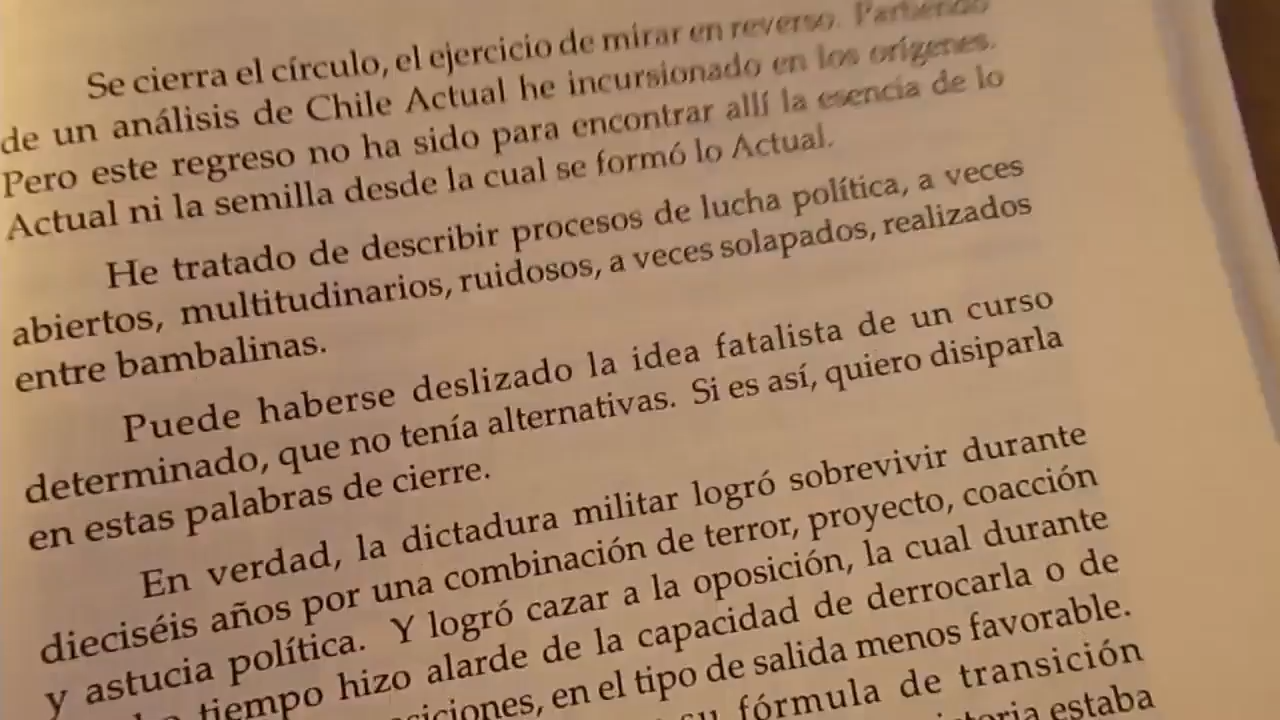 Se cierra el círculo, el ejercicio de mirar en reverso. Partiendo
de un análisis de Chile Actual he incursionado en los orígenes.
Pero este regreso no ha sido para encontrar allí la esencia de lo
Actual ni la semilla desde la cual se formó lo Actual.
He tratado de describir procesos de lucha política, a veces
abiertos, multitudinarios, ruidosos, a veces solapados, realizados
entre bambalinas.
Puede haberse deslizado la idea fatalista de un curso
determinado, que no tenía alternativas. Si es así, quiero disiparla
en estas palabras de cierre.
En verdad, la dictadura militar logró sobrevivir durante
dieciséis años por una combinación de terror, proyecto, coacción
y astucia política. Y logró cazar a la oposición, la cual durante
tiempo hizo alarde de la capacidad de derrocarla o de
en el tipo de salida menos favorable.
su fórmula de transición
estaba